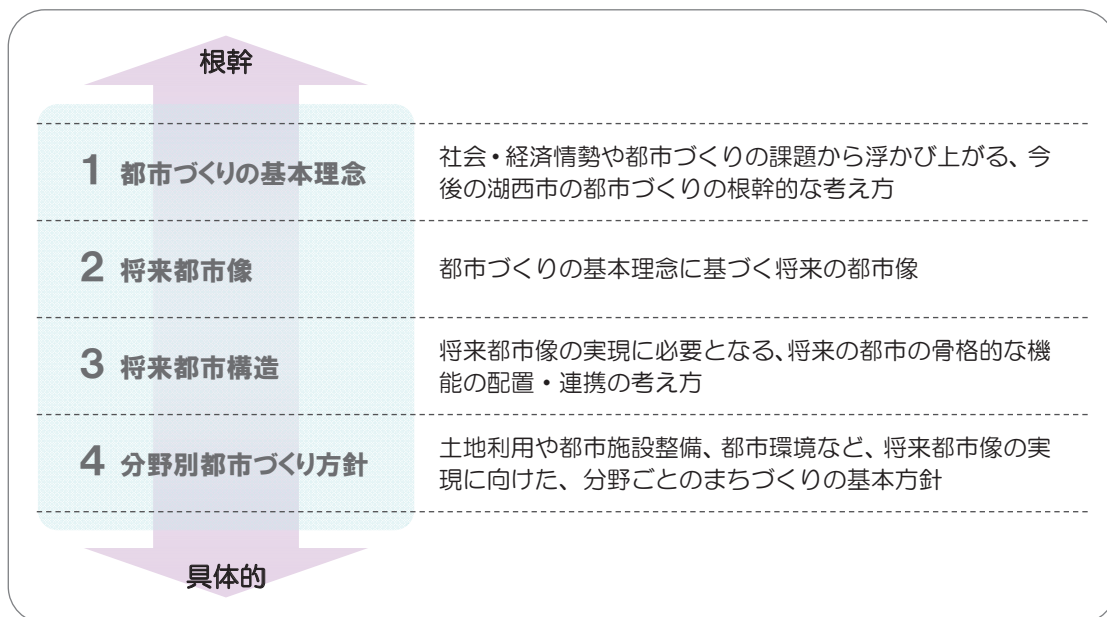 根幹
1 都市づくりの基本理念
社会・経済情勢や都市づくりの課題から浮かび上がる、今
後の湖西市の都市づくりの根幹的な考え方
2 将来都市像
都市づくりの基本理念に基づく将来の都市像
3 将来都市構造
将来都市像の実現に必要となる、将来の都市の骨格的な機
能の配置・連携の考え方
4 分野別都市づくり方針
土地利用や都市施設整備、都市環境など、将来都市像の実
現に向けた、分野ごとのまちづくりの基本方針
具体的